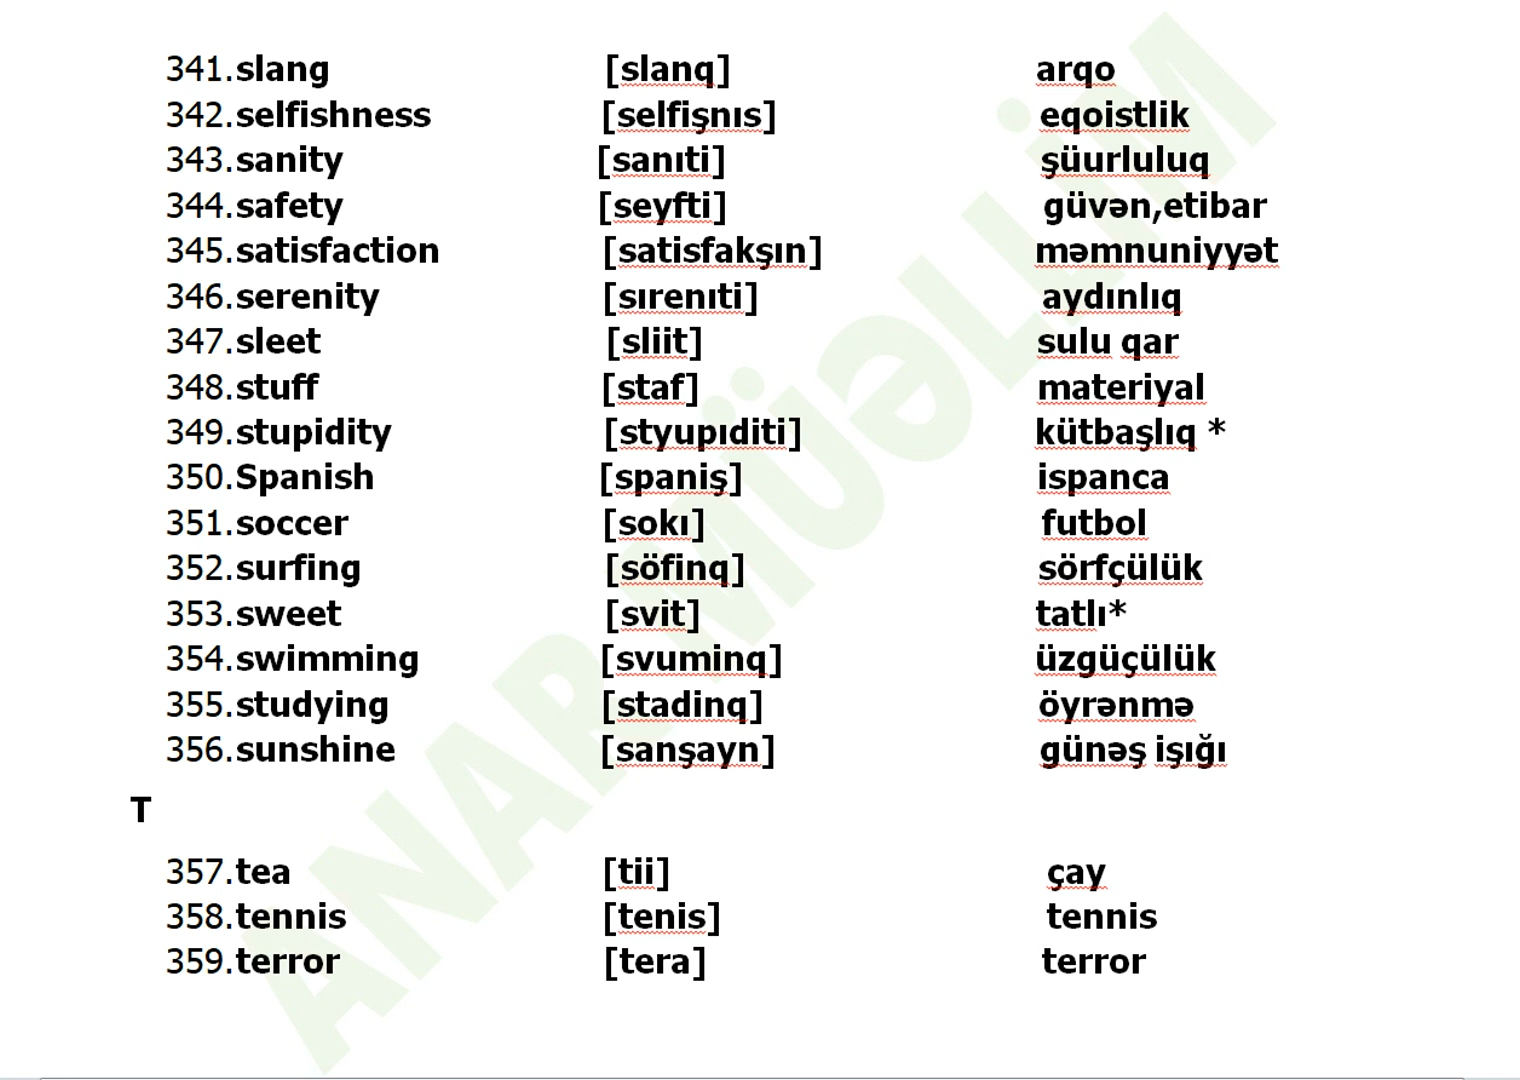 341.slang [slanq] arqo
342.selfishness [selfişnıs] eqoistlik
343.sanity [sanıti] şüurluluq
344.safety [seyfti] güvən,etibar
345.satisfaction [satisfakşın] məmnuniyyət
346.serenity [sırenıti] aydınlıq
347.sleet [sliit] sulu qar
348.stuff [staf] materiyal
349.stupidity [styupıditi] kütbaşlıq *
350.Spanish [spaniş] ispanca
351.soccer [sokı] futbol
352.surfing [söfinq] sörfçülük
353.sweet [svit] tatlı*
354.swimming [svuminq] üzgüçülük
355.studying [stadinq] öyrənmə
356.sunshine [sanşayn] günəş işığı
T
357.tea [tii] çay
358.tennis [tenis] tennis
359.terror [tera] terror
ANAR MÜƏLİM